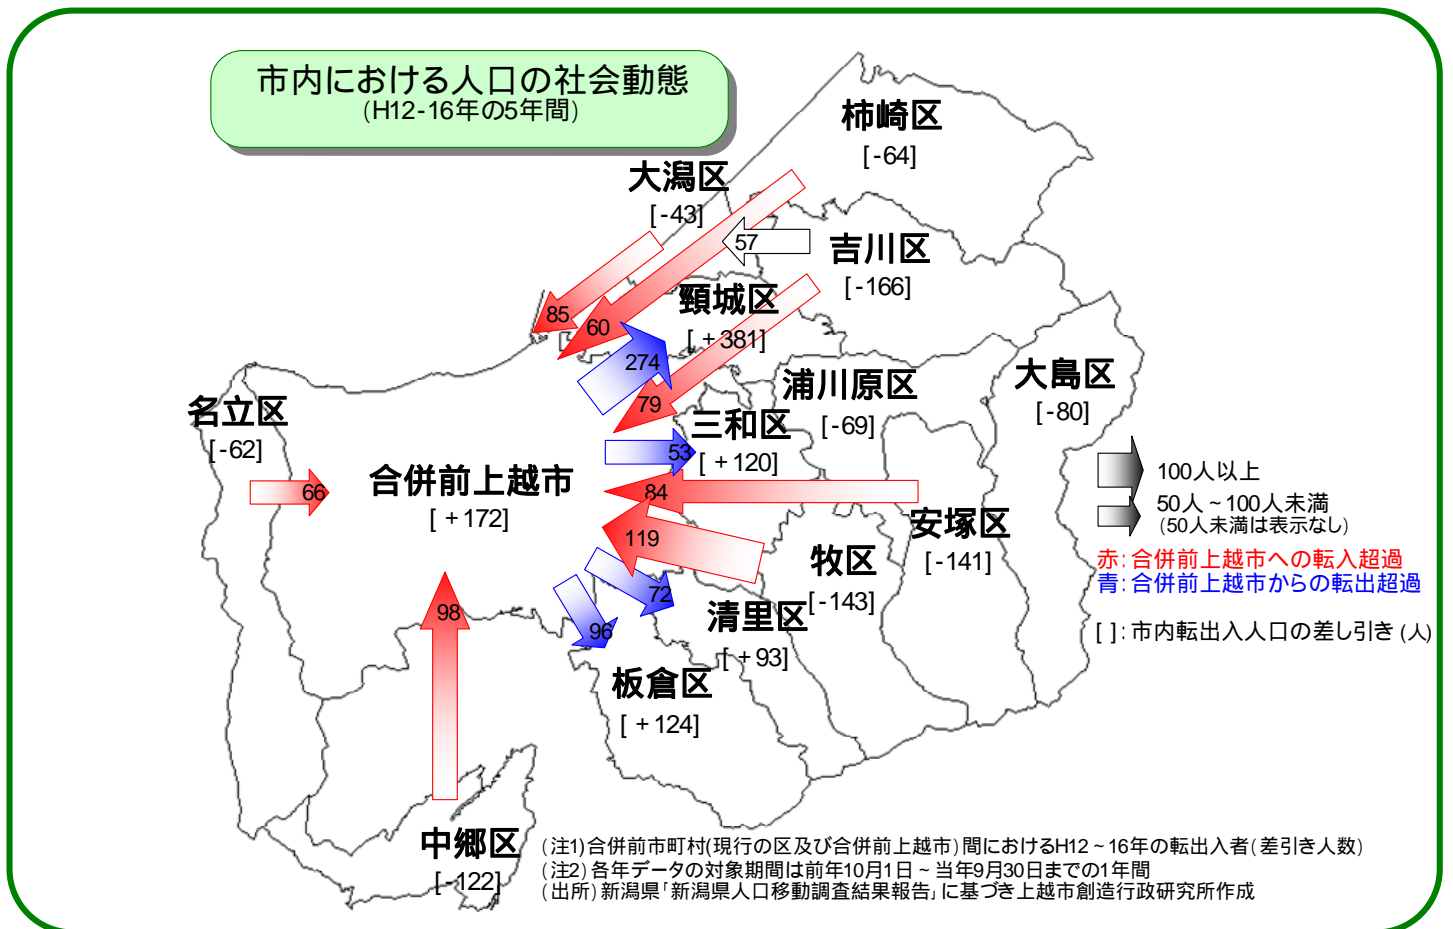 市内における人口の社会動態
(H12-16年の5年間)
柿崎区
[-64]
大潟区
[-43]
57
吉川区
[-166]
85
60
頸城区
[+381]
274
79
浦川原区
[-69]
大島区
[-80]
名立区
[-62]
66
三和区
[+120]
53
合併前上越市
[+172]
84
119
安塚区
[-141]
牧区
[-143]
72
清里区
[+93]
96
98
板倉区
[+124]
中郷区
[-122]
100人以上
50人~100人未満
(50人未満は表示なし)
赤:合併前上越市への転入超過
青:合併前上越市からの転出超過
[ ]:市内転出入人口の差し引き(人)
(注1)合併前市町村(現行の区及び合併前上越市)間におけるH12~16年の転出入者(差引き人数)
(注2)各年データの対象期間は前年10月1日~当年9月30日までの1年間
(出所)新潟県「新潟県人口移動調査結果報告」に基づき上越市創造行政研究所作成